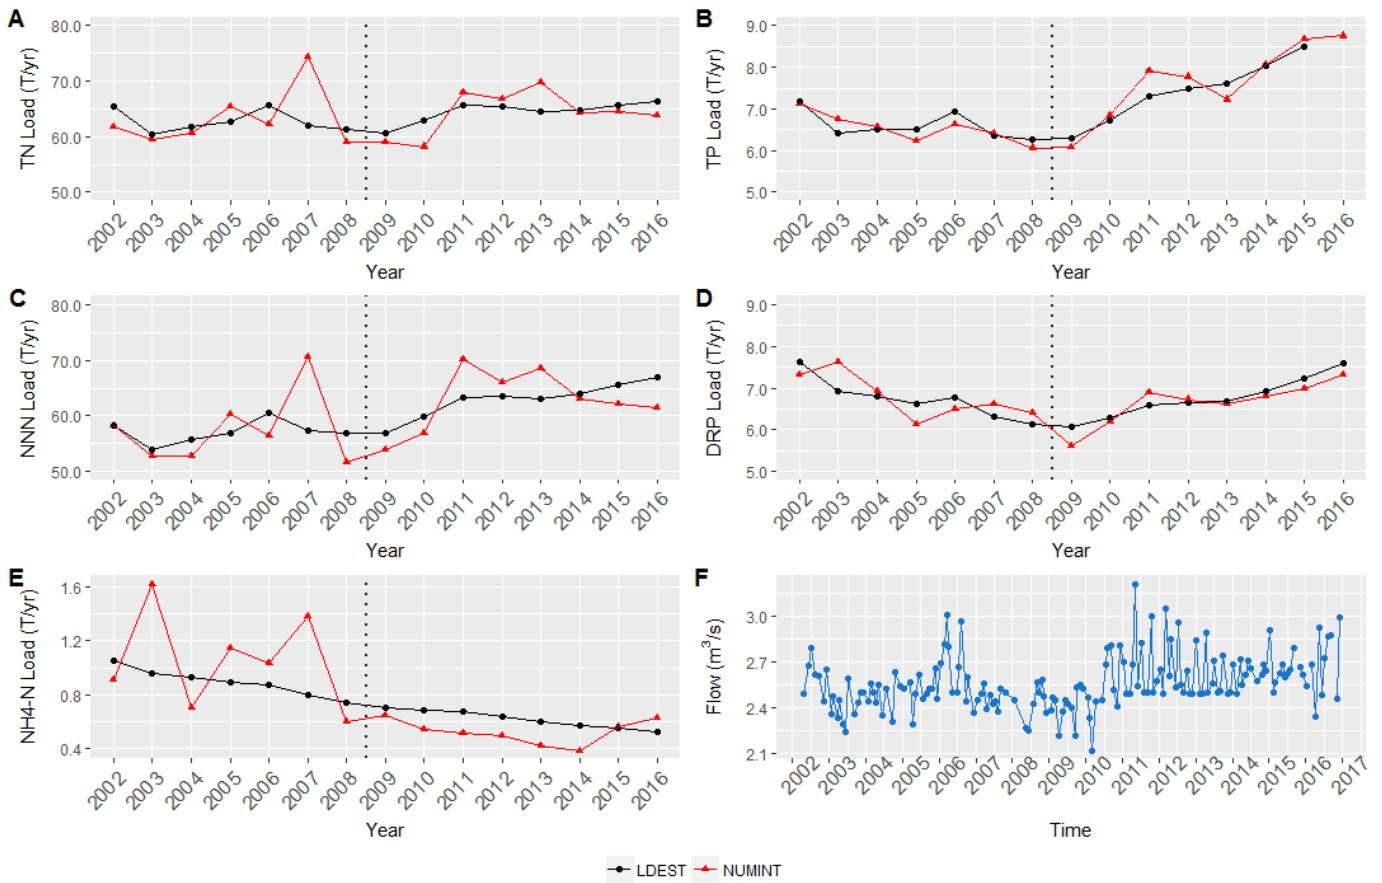 A
TN Load (T/yr)
80.0
70.0
60.0
50.0
2002 2003 2004 2005 2006 2007 2008 2009 2010 2011 2012 2013 2014 2015 2016
Year
B
TP Load (T/yr)
9.0
8.0
7.0
6.0
5.0
2002 2003 2004 2005 2006 2007 2008 2009 2010 2011 2012 2013 2014 2015 2016
Year
C
NNN Load (T/yr)
80.0
70.0
60.0
50.0
2002 2003 2004 2005 2006 2007 2008 2009 2010 2011 2012 2013 2014 2015 2016
Year
D
DRP Load (T/yr)
9.0
8.0
7.0
6.0
5.0
2002 2003 2004 2005 2006 2007 2008 2009 2010 2011 2012 2013 2014 2015 2016
Year
E
NH4-N Load (T/yr)
1.6
1.2
0.8
0.4
2002 2003 2004 2005 2006 2007 2008 2009 2010 2011 2012 2013 2014 2015 2016
Year
F
Flow (m³/s)
3.0
2.7
2.4
2.1
2002 2003 2004 2005 2006 2007 2008 2009 2010 2011 2012 2013 2014 2015 2016 2017
Time
LDEST NUMINT